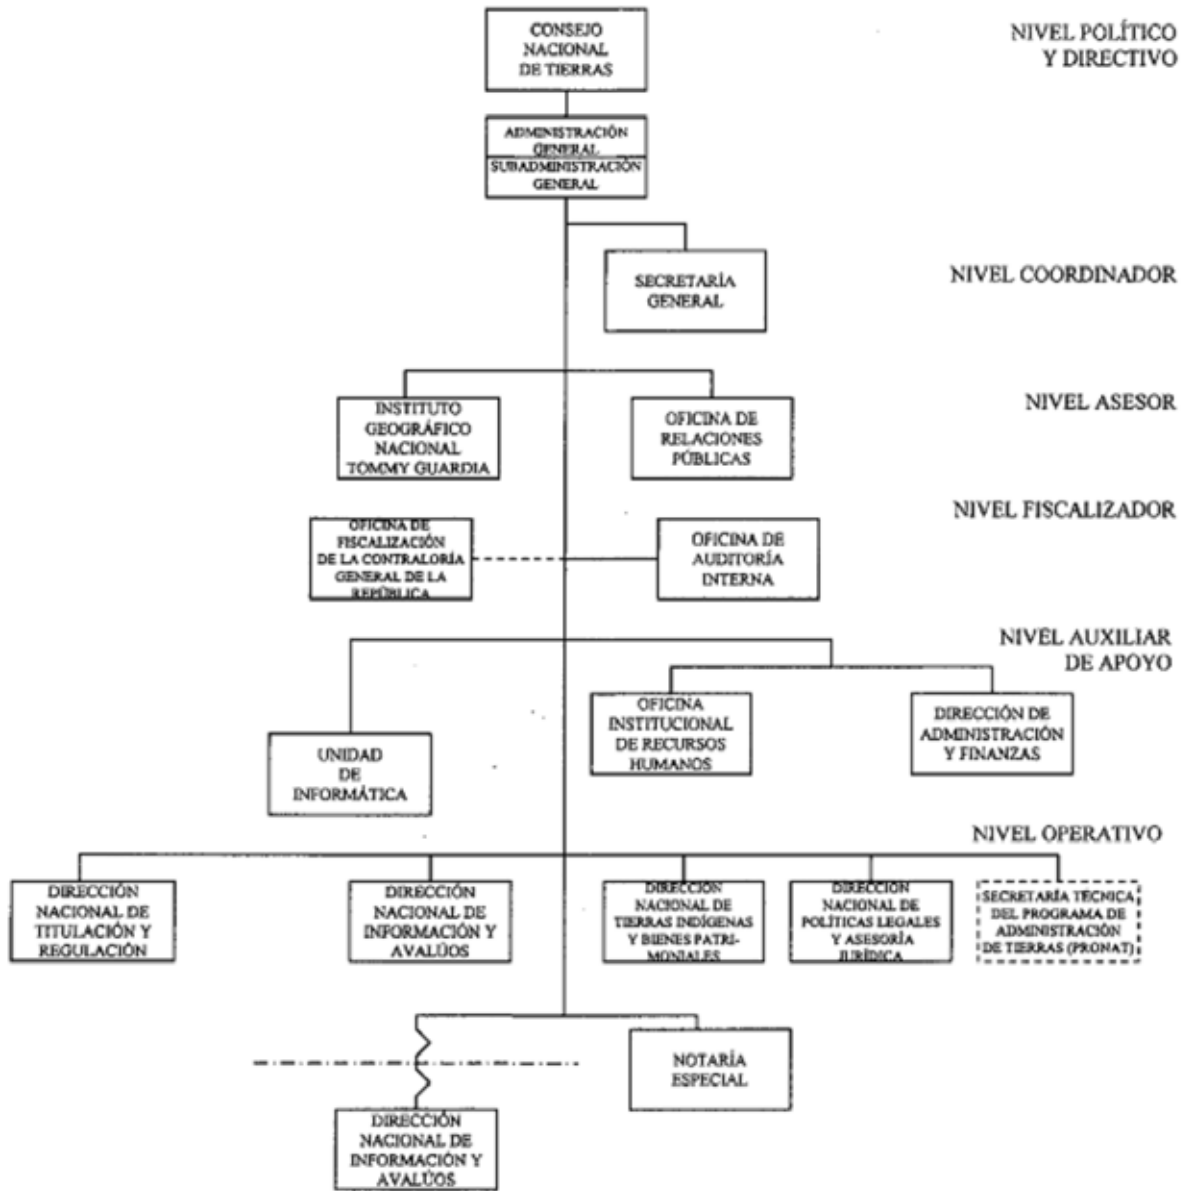 CONSEJO
NACIONAL
DE TIERRAS
NIVEL POLÍTICO
Y DIRECTIVO
ADMINISTRACIÓN
GENERAL
SUBADMINISTRACIÓN
GENERAL
SECRETARÍA
GENERAL
NIVEL COORDINADOR
INSTITUTO
GEOGRÁFICO
NACIONAL
TOMMY GUARDIA
OFICINA DE
RELACIONES
PÚBLICAS
NIVEL ASESOR
NIVEL FISCALIZADOR
OFICINA DE
FISCALIZACIÓN
DE LA CONTRALORÍA
GENERAL DE LA
REPÚBLICA
OFICINA DE
AUDITORÍA
INTERNA
NIVEL AUXILIAR
DE APOYO
UNIDAD
DE
INFORMÁTICA
OFICINA
INSTITUCIONAL
DE RECURSOS
HUMANOS
DIRECCIÓN DE
ADMINISTRACIÓN
Y FINANZAS
NIVEL OPERATIVO
DIRECCIÓN
NACIONAL DE
TITULACIÓN Y
REGULACIÓN
DIRECCIÓN
NACIONAL DE
INFORMACIÓN Y
AVALÚOS
DIRECCIÓN
NACIONAL DE
TIERRAS INDÍGENAS
Y BIENES PATRI-
MONIALES
DIRECCIÓN
NACIONAL DE
POLÍTICAS LEGALES
Y ASESORÍA
JURÍDICA
SECRETARÍA TÉCNICA
DEL PROGRAMA DE
ADMINISTRACIÓN
DE TIERRAS (PRONAT)
NOTARÍA
ESPECIAL
DIRECCIÓN
NACIONAL DE
INFORMACIÓN Y
AVALÚOS